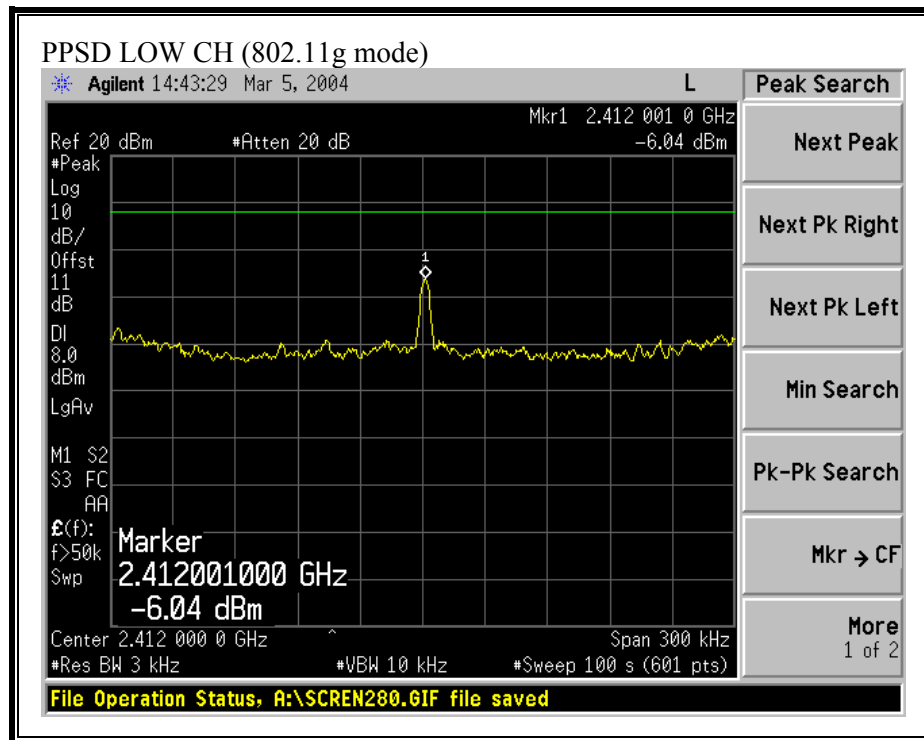 PPSD LOW CH (802.11g mode)
Agilent 14:43:29 Mar 5, 2004 L
Peak Search
Mkr1 2.412 001 0 GHz
Ref 20 dBm #Atten 20 dB -6.04 dBm
#Peak
Log
10
dB/
Offst
11
dB
DI
8.0
dBm
LgAv
M1 S2
S3 FC
AA
£(f):
f>50k
Swp
1
Marker
2.412001000 GHz
-6.04 dBm
Center 2.412 000 0 GHz ^ Span 300 kHz
#Res BW 3 kHz #VBW 10 kHz #Sweep 100 s (601 pts)
File Operation Status, A:\SCREN280.GIF file saved
Next Peak
Next Pk Right
Next Pk Left
Min Search
Pk-Pk Search
Mkr → CF
More
1 of 2